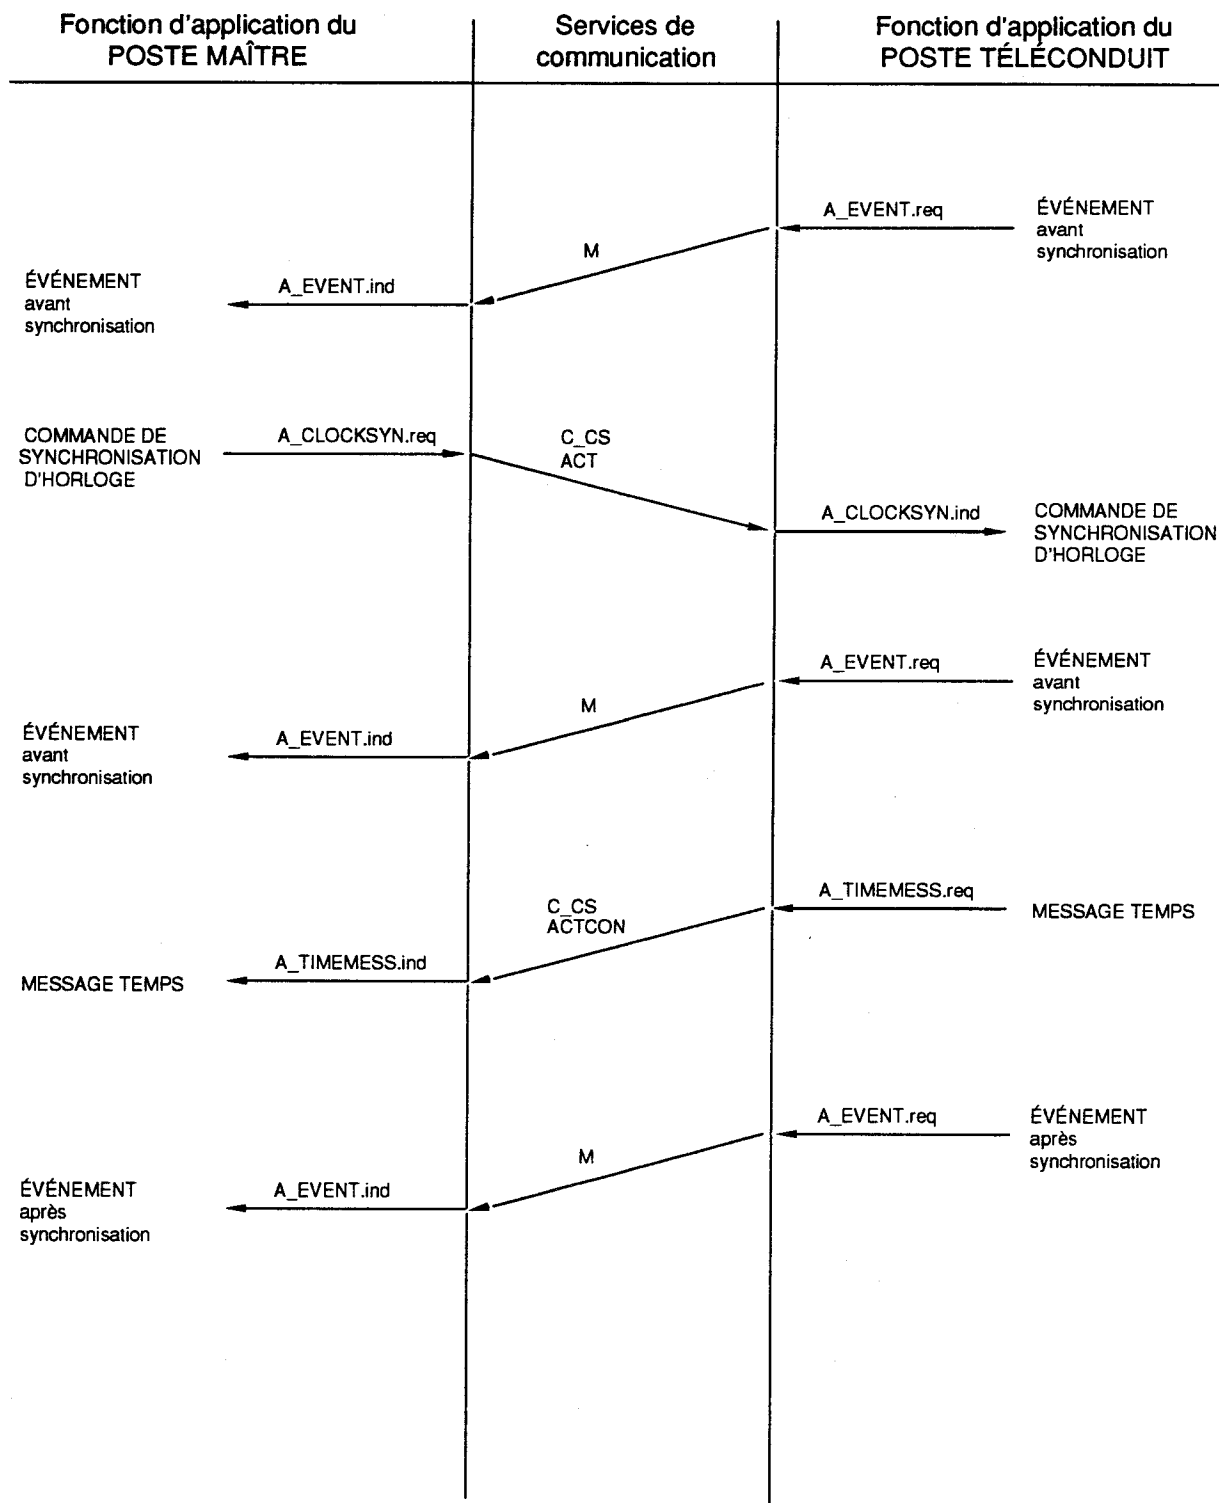 Fonction d'application du
POSTE MAÎTRE
Services de
communication
Fonction d'application du
POSTE TÉLÉCONDUIT
A_EVENT.req
ÉVÉNEMENT
avant
synchronisation
M
ÉVÉNEMENT
avant
synchronisation
A_EVENT.ind
COMMANDE DE
SYNCHRONISATION
D'HORLOGE
A_CLOCKSYN.req
C_CS
ACT
A_CLOCKSYN.ind
COMMANDE DE
SYNCHRONISATION
D'HORLOGE
A_EVENT.req
ÉVÉNEMENT
avant
synchronisation
M
ÉVÉNEMENT
avant
synchronisation
A_EVENT.ind
A_TIMEMESS.req
MESSAGE TEMPS
C_CS
ACTCON
A_TIMEMESS.ind
MESSAGE TEMPS
A_EVENT.req
ÉVÉNEMENT
après
synchronisation
M
ÉVÉNEMENT
après
synchronisation
A_EVENT.ind